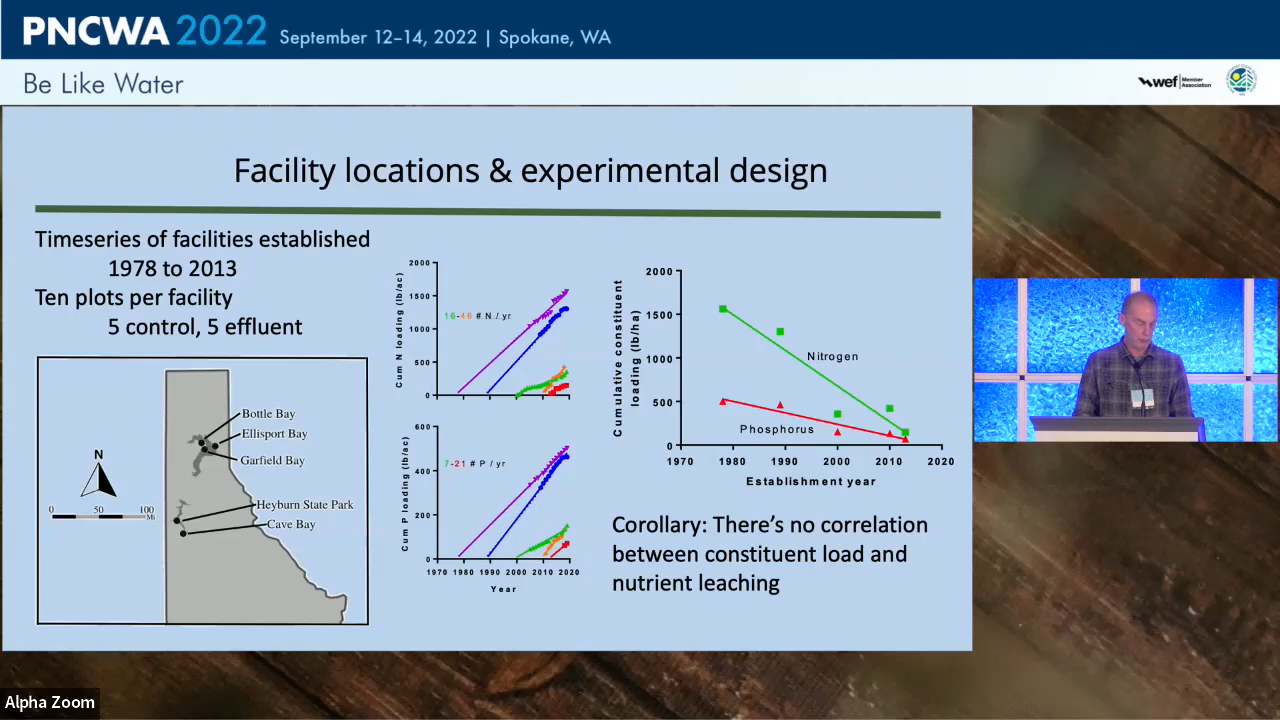 PNCWA 2022 September 12–14, 2022 | Spokane, WA
Be Like Water
wef Member Association
Facility locations & experimental design
Timeseries of facilities established
1978 to 2013
Ten plots per facility
5 control, 5 effluent
Bottle Bay
Ellisport Bay
Garfield Bay
Heyburn State Park
Cave Bay
N
0 50 100
Mi
Cum N loading (lb/ac)
2000
1500
1000
500
0
16-46 # N / yr
Cum P loading (lb/ac)
600
400
200
0
7-21 # P / yr
1970 1980 1990 2000 2010 2020
Year
Cumulative constituent
loading (lb/ha)
2000
1500
1000
500
0
Nitrogen
Phosphorus
1970 1980 1990 2000 2010 2020
Establishment year
Corollary: There’s no correlation
between constituent load and
nutrient leaching
Alpha Zoom